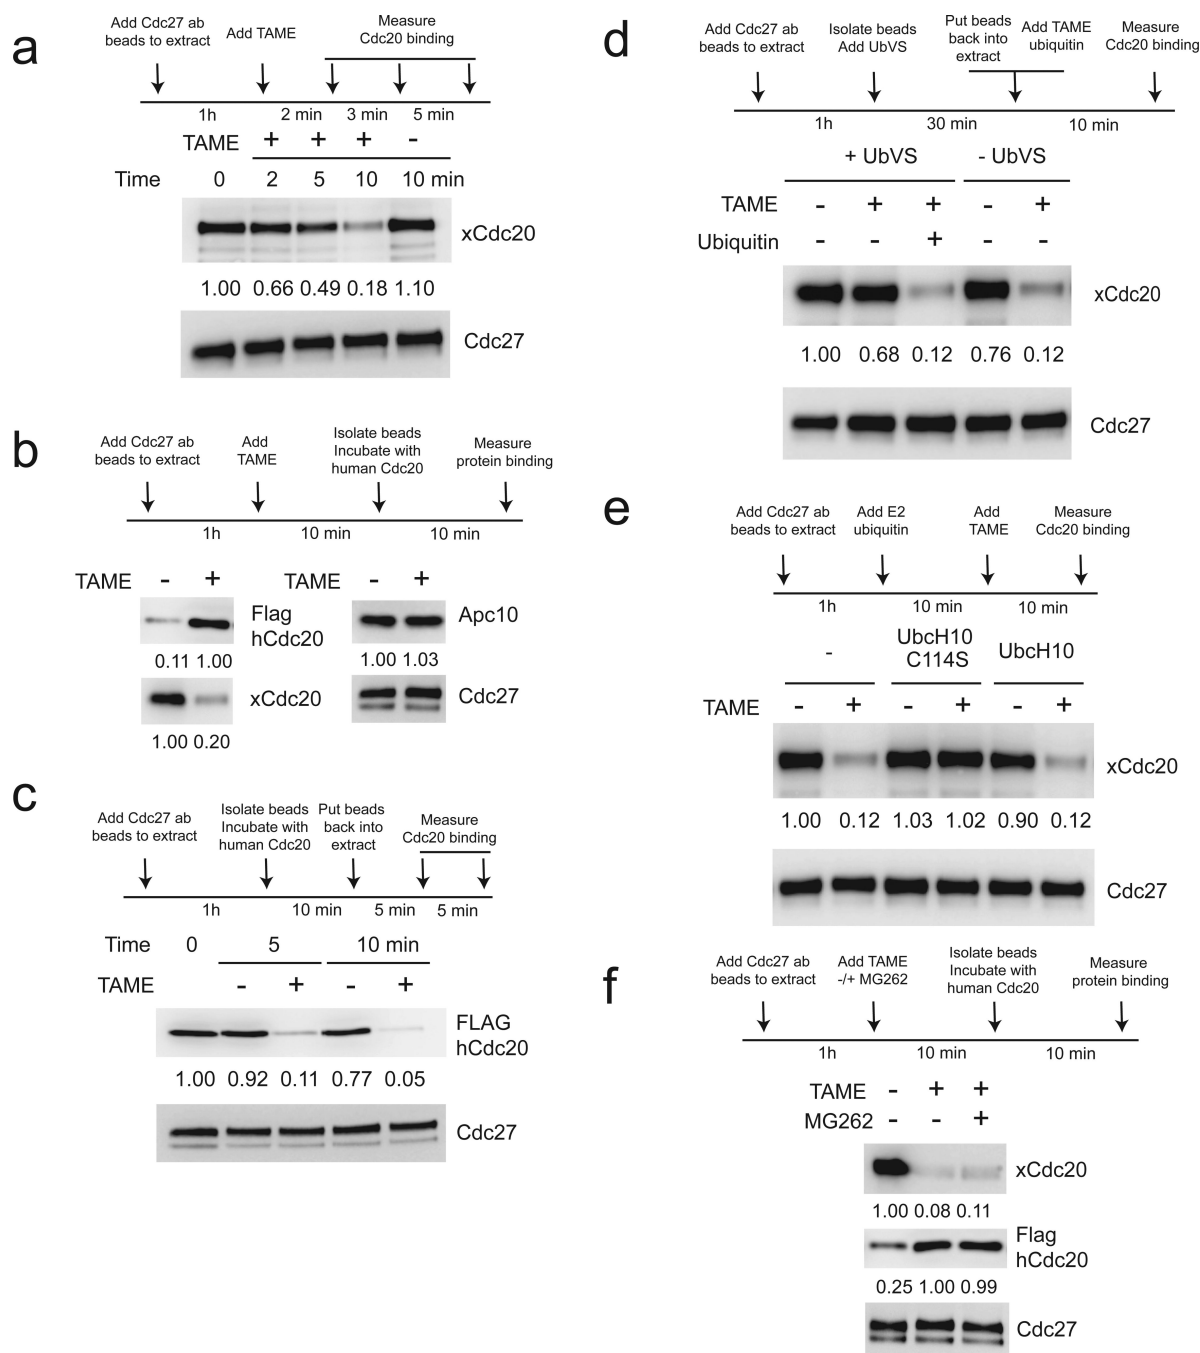 a
Add Cdc27 ab
beads to extract
Add TAME
Measure
Cdc20 binding
1h
2 min
3 min
5 min
TAME + + + -
Time 0 2 5 10 10 min
xCdc20
1.00 0.66 0.49 0.18 1.10
Cdc27
b
Add Cdc27 ab
beads to extract
Add
TAME
Isolate beads
Incubate with
human Cdc20
Measure
protein binding
1h
10 min
10 min
TAME - +
Flag
hCdc20
0.11 1.00
xCdc20
1.00 0.20
TAME - +
Apc10
1.00 1.03
Cdc27
c
Add Cdc27 ab
beads to extract
Isolate beads
Incubate with
human Cdc20
Put beads
back into
extract
Measure
Cdc20 binding
1h
10 min
5 min
5 min
Time 0 5 10 min
TAME - + - +
FLAG
hCdc20
1.00 0.92 0.11 0.77 0.05
Cdc27
d
Add Cdc27 ab
beads to extract
Isolate beads
Add UbVS
Put beads
back into
extract
Add TAME
ubiquitin
Measure
Cdc20 binding
1h
30 min
10 min
+ UbVS - UbVS
TAME - + + - +
Ubiquitin - - + - -
xCdc20
1.00 0.68 0.12 0.76 0.12
Cdc27
e
Add Cdc27 ab
beads to extract
Add E2
ubiquitin
Add
TAME
Measure
Cdc20 binding
1h
10 min
10 min
-
UbcH10
C114S
UbcH10
TAME - + - + - +
xCdc20
1.00 0.12 1.03 1.02 0.90 0.12
Cdc27
f
Add Cdc27 ab
beads to extract
Add TAME
-/+ MG262
Isolate beads
Incubate with
human Cdc20
Measure
protein binding
1h
10 min
10 min
TAME - + +
MG262 - - +
xCdc20
1.00 0.08 0.11
Flag
hCdc20
0.25 1.00 0.99
Cdc27